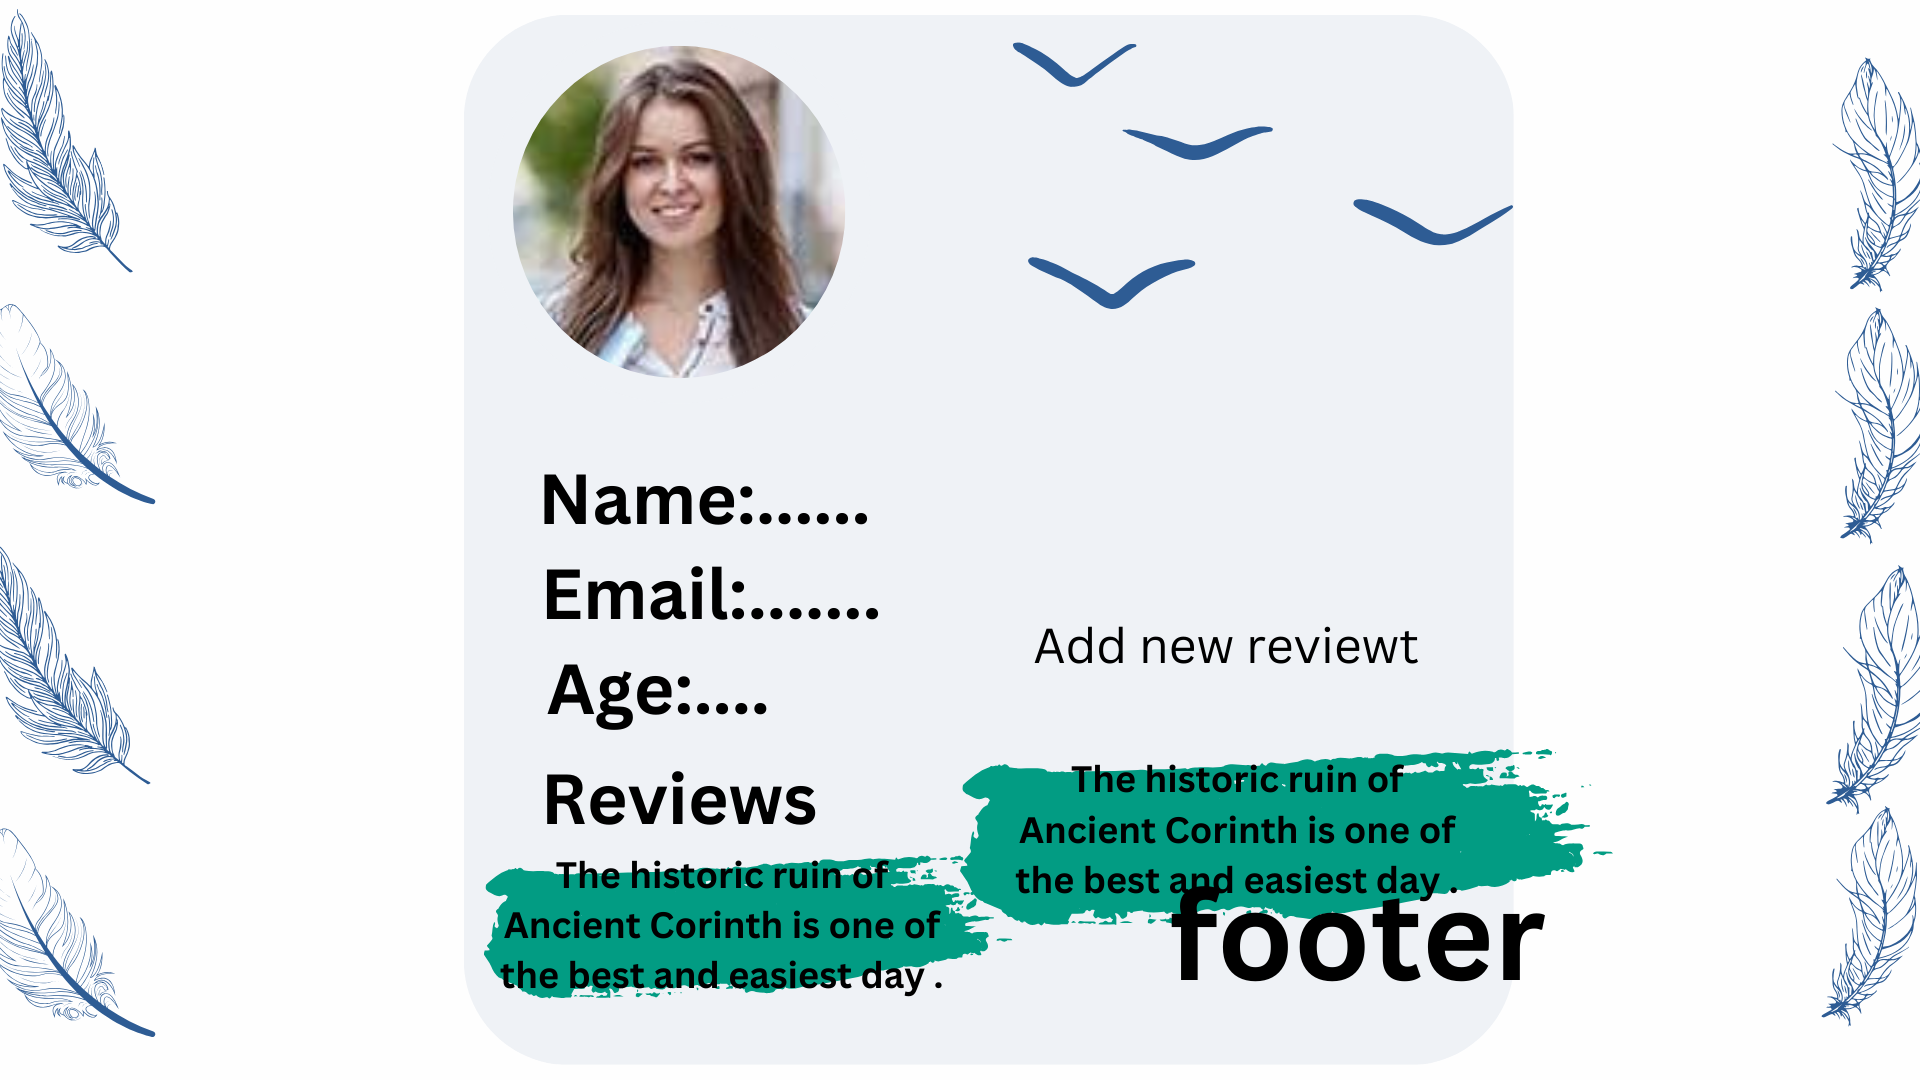 Name:......
Email:.......
Age:....
Add new reviewt
Reviews
The historic ruin of
Ancient Corinth is one of
the best and easiest day .
The historic ruin of
Ancient Corinth is one of
the best and easiest day .
footer